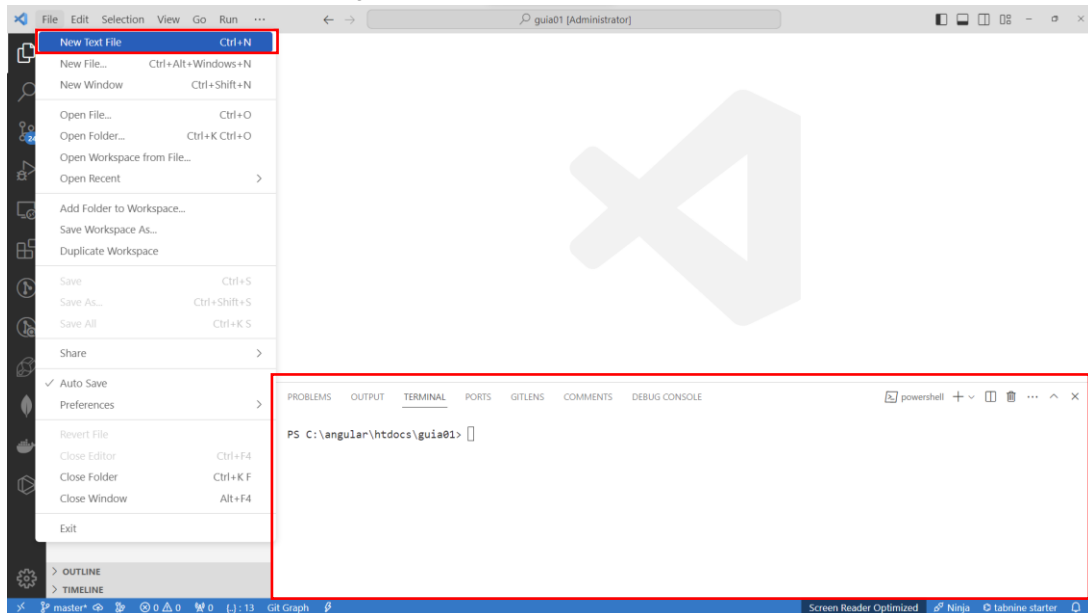 File Edit Selection View Go Run ···
guia01 [Administrator]
New Text File Ctrl+N
New File... Ctrl+Alt+Windows+N
New Window Ctrl+Shift+N
Open File... Ctrl+O
Open Folder... Ctrl+K Ctrl+O
Open Workspace from File...
Open Recent
Add Folder to Workspace...
Save Workspace As...
Duplicate Workspace
Save Ctrl+S
Save As... Ctrl+Shift+S
Save All Ctrl+K S
Share
Auto Save
Preferences
Revert File
Close Editor Ctrl+F4
Close Folder Ctrl+K F
Close Window Alt+F4
Exit
24
PROBLEMS OUTPUT TERMINAL PORTS GITLENS COMMENTS DEBUG CONSOLE
powershell
PS C:\angular\htdocs\guia01>
OUTLINE
TIMELINE
master* 0 0 0 {..} : 13 Git Graph Screen Reader Optimized Ninja tabnine starter